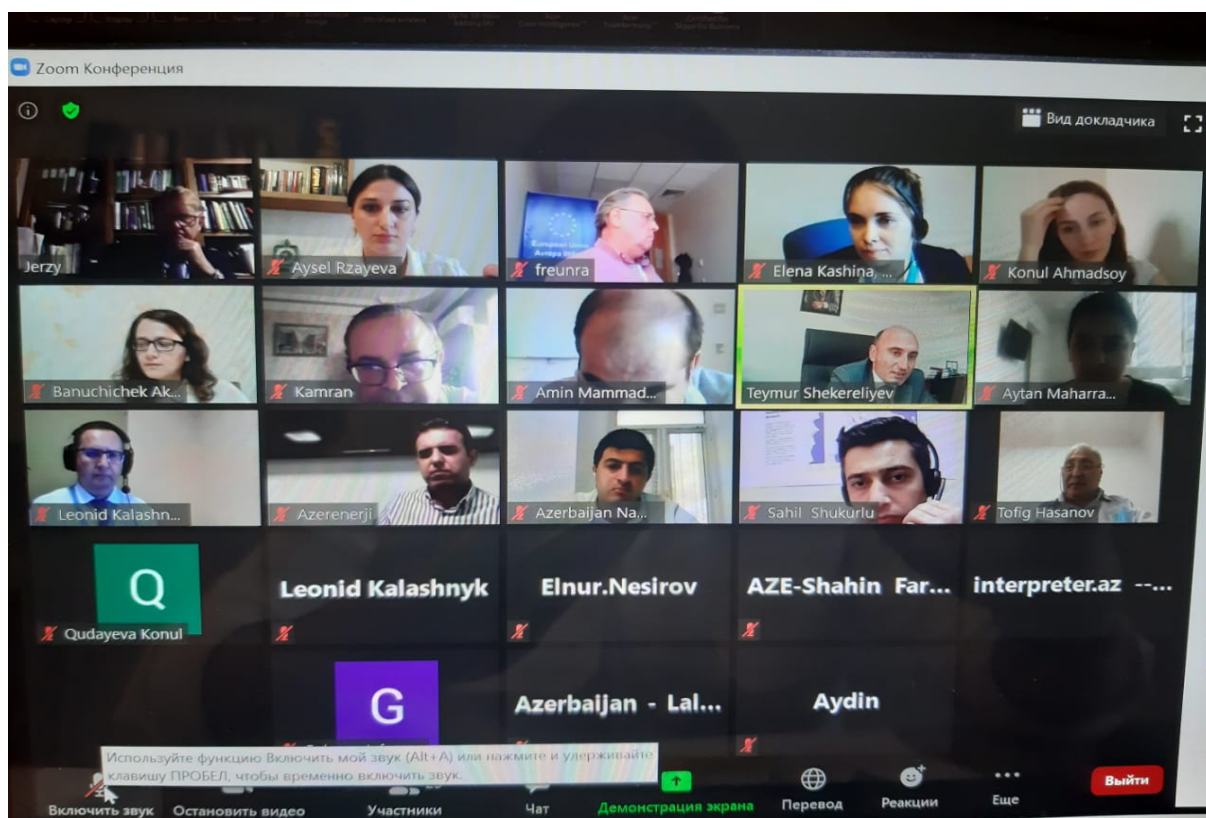 Zoom Конференция
Вид докладчика
European Union
Jerzy
Aysel Rzayeva
freunra
Elena Kashina, ...
Konul Ahmadsoy
Banuchichek Ak...
Kamran
Amin Mammad...
Teymur Shekereliyev
Aytan Maharra...
Leonid Kalashn...
Azerenerji
Azerbaijan Na...
Sahil Shukurlu
Tofig Hasanov
Q
Qudayeva Konul
Leonid Kalashnyk
Elnur.Nesirov
AZE-Shahin Far...
interpreter.az --...
G
Azerbaijan - Lal...
Aydin
Используйте функцию Включить мой звук (Alt+A) или нажмите и удерживайте
клавишу ПРОБЕЛ, чтобы временно включить звук.
Включить звук
Остановить видео
Участники
Чат
Демонстрация экрана
Перевод
Реакции
Еще
Выйти